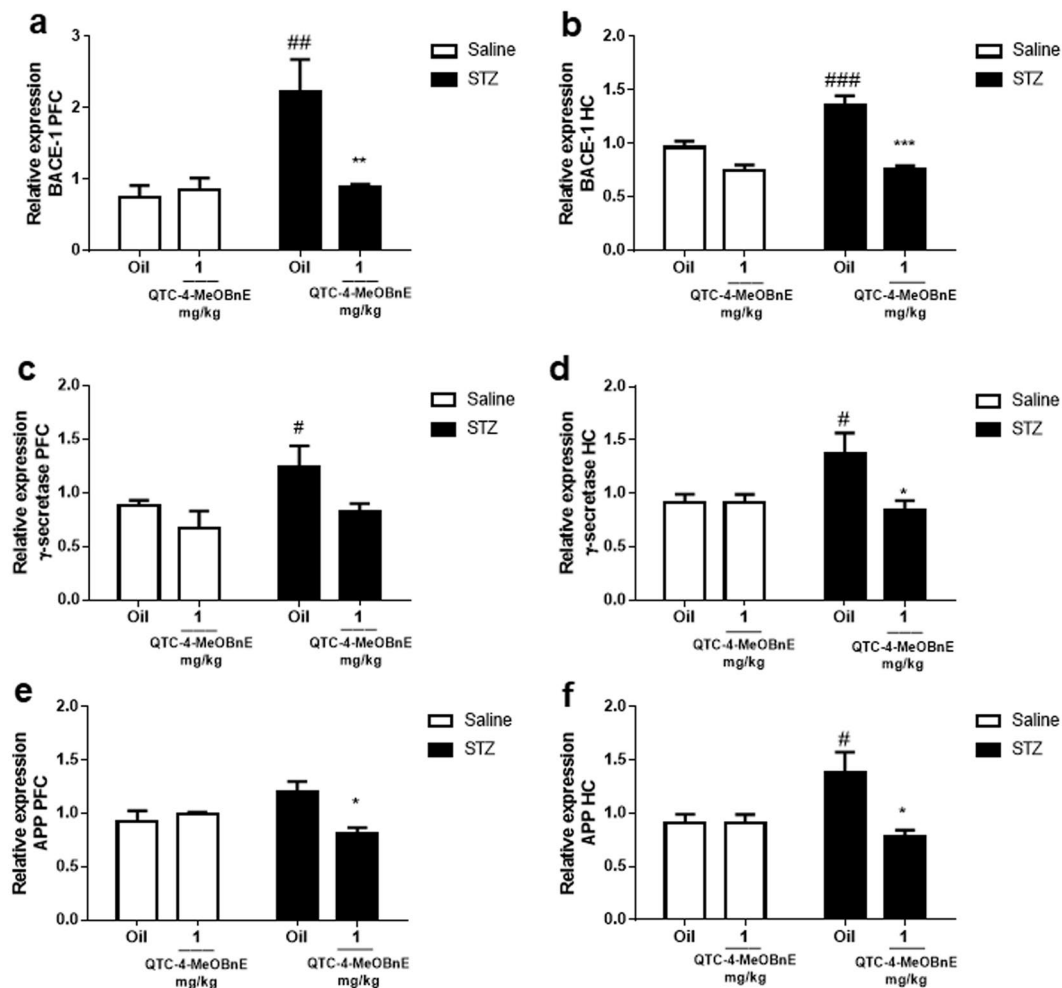 a
Relative expression
BACE-1 PFC
3
2
1
0
##
**
Saline
STZ
Oil
1
Oil
1
QTC-4-MeOBnE
mg/kg
QTC-4-MeOBnE
mg/kg
b
Relative expression
BACE-1 HC
2.0
1.5
1.0
0.5
0.0
###
***
Saline
STZ
Oil
1
Oil
1
QTC-4-MeOBnE
mg/kg
QTC-4-MeOBnE
mg/kg
c
Relative expression
γ-secretase PFC
2.0
1.5
1.0
0.5
0.0
#
Saline
STZ
Oil
1
Oil
1
QTC-4-MeOBnE
mg/kg
QTC-4-MeOBnE
mg/kg
d
Relative expression
γ-secretase HC
2.0
1.5
1.0
0.5
0.0
#
*
Saline
STZ
Oil
1
Oil
1
QTC-4-MeOBnE
mg/kg
QTC-4-MeOBnE
mg/kg
e
Relative expression
APP PFC
2.0
1.5
1.0
0.5
0.0
*
Saline
STZ
Oil
1
Oil
1
QTC-4-MeOBnE
mg/kg
QTC-4-MeOBnE
mg/kg
f
Relative expression
APP HC
2.0
1.5
1.0
0.5
0.0
#
*
Saline
STZ
Oil
1
Oil
1
QTC-4-MeOBnE
mg/kg
QTC-4-MeOBnE
mg/kg